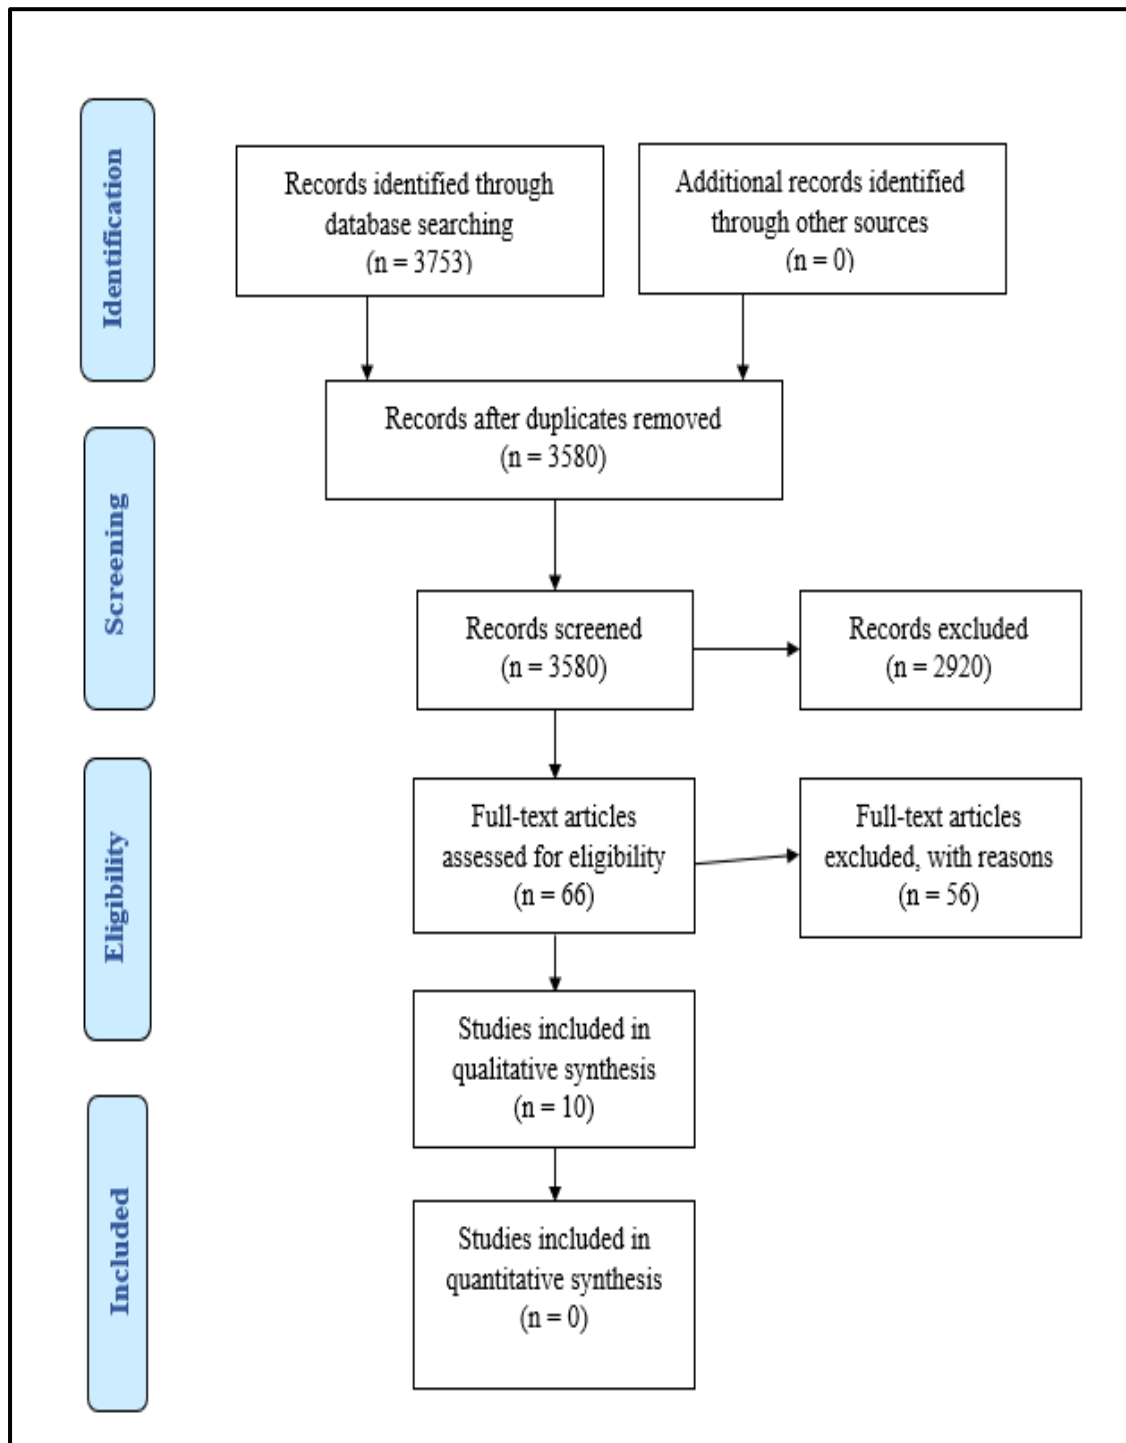 Identification
Records identified through
database searching
(n = 3753)
Additional records identified
through other sources
(n = 0)
Records after duplicates removed
(n = 3580)
Screening
Records screened
(n = 3580)
Records excluded
(n = 2920)
Eligibility
Full-text articles
assessed for eligibility
(n = 66)
Full-text articles
excluded, with reasons
(n = 56)
Studies included in
qualitative synthesis
(n = 10)
Included
Studies included in
quantitative synthesis
(n = 0)